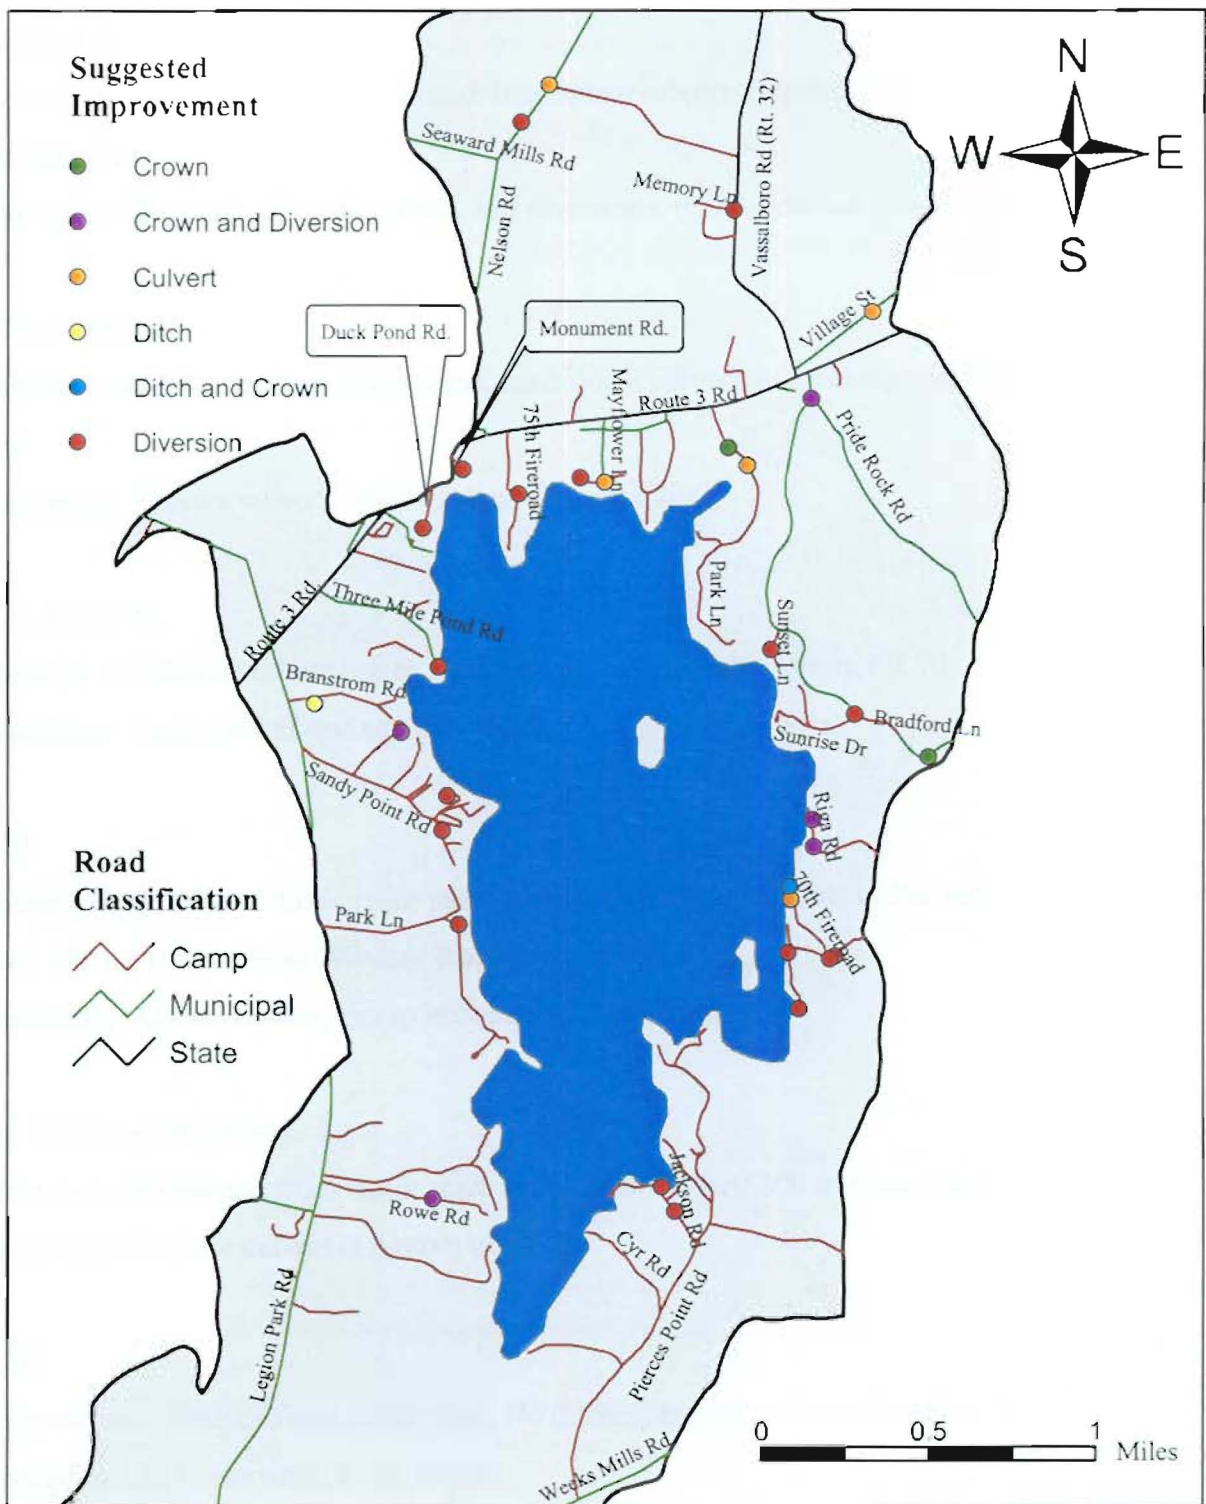 Suggested
Improvement
Crown
Crown and Diversion
Culvert
Ditch
Ditch and Crown
Diversion
N
W
E
S
Seaward Mills Rd
Nelson Rd
Memory Ln
Vassalboro Rd (Rt. 32)
Village St
Duck Pond Rd.
Monument Rd.
Route 3 Rd
Mayflower Ln
75th Fireroad
Pride Rock Rd
Park Ln
Sunset Ln
Route 3 Rd.
Three Mile Pond Rd
Branstrom Rd
Bradford Ln
Sunrise Dr
Sandy Point Rd
Riga Rd
70th Fireroad
Road
Classification
Camp
Municipal
State
Park Ln
Rowe Rd
Jackson Rd
Cyr Rd
Legion Park Rd
Pierces Point Rd
Weeks Mills Rd
0 0.5 1
Miles